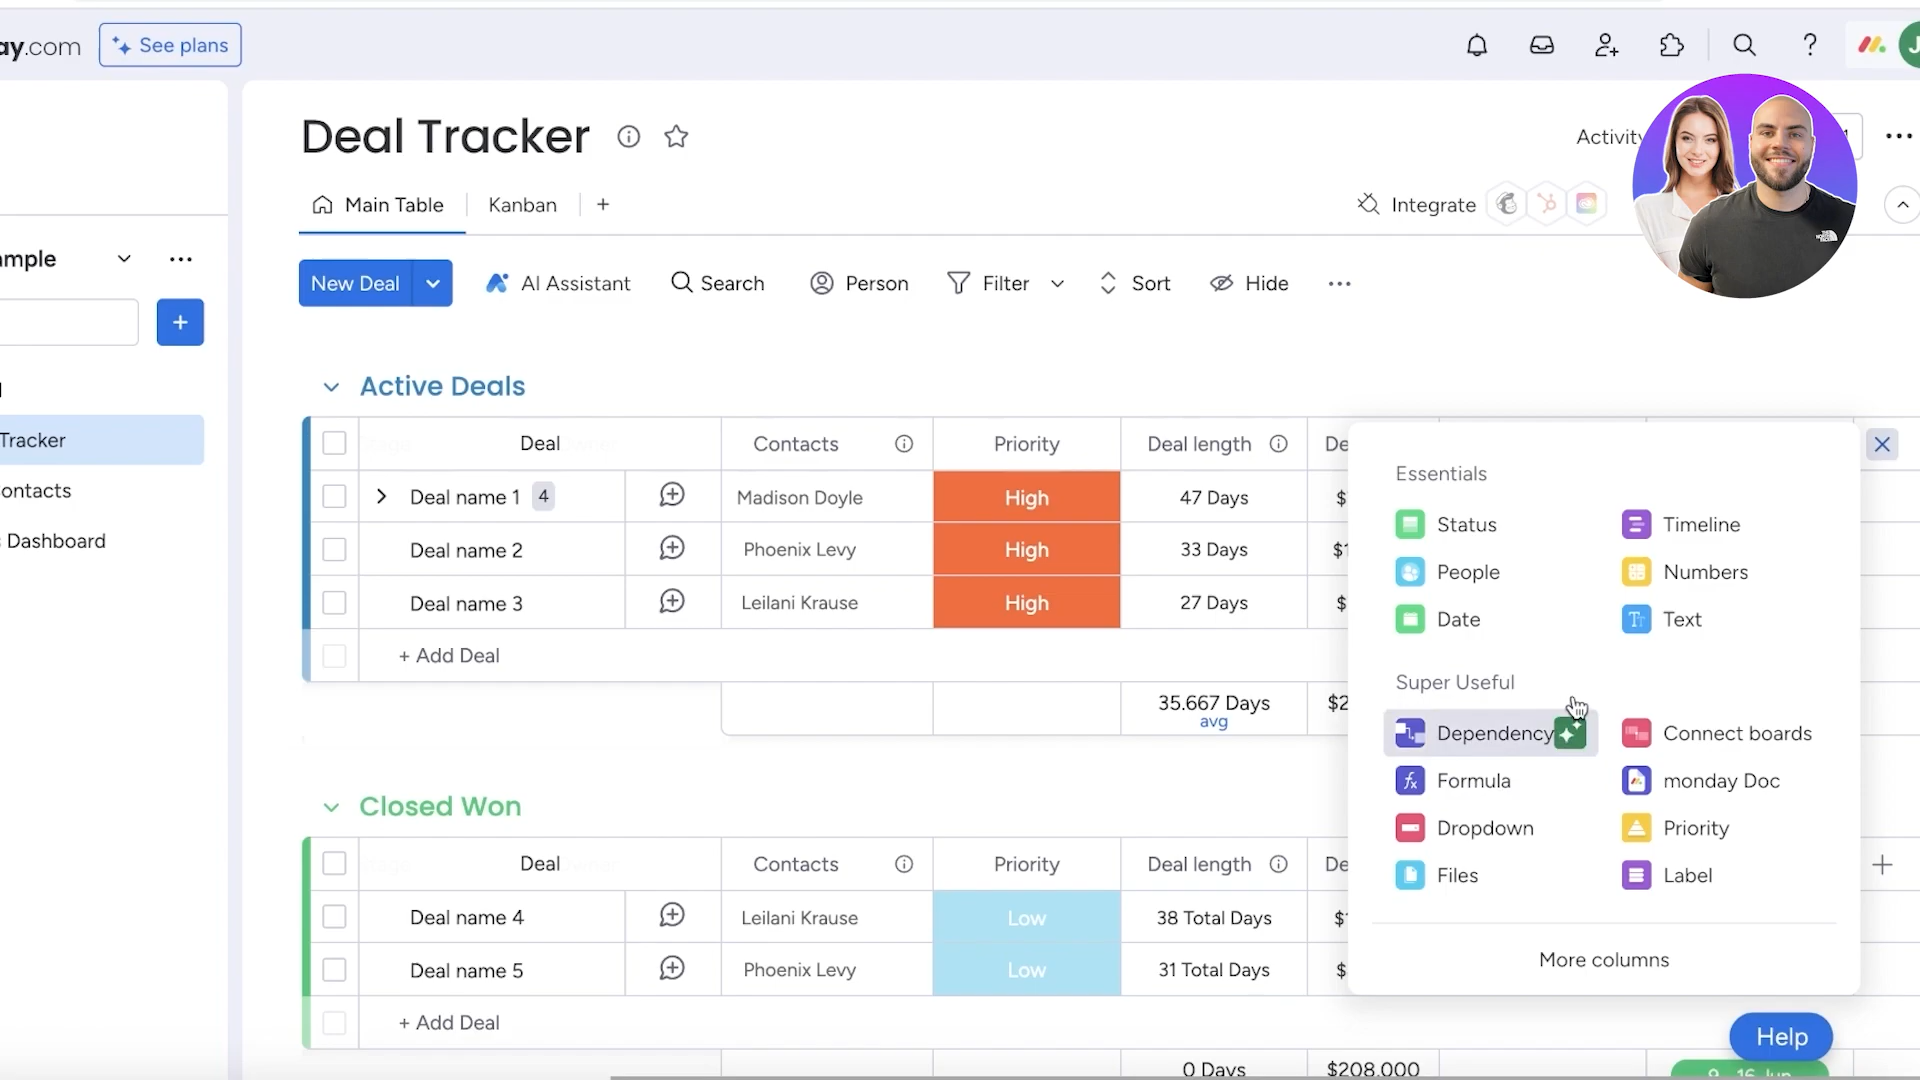 ay.com
See plans
Deal Tracker
Activity
Main Table
Kanban
Integrate
mple
New Deal
AI Assistant
Search
Person
Filter
Sort
Hide
Tracker
ontacts
Dashboard
Active Deals
Deal
Contacts
Priority
Deal length
De
Deal name 1
4
Madison Doyle
High
47 Days
$
Deal name 2
Phoenix Levy
High
33 Days
$1
Deal name 3
Leilani Krause
High
27 Days
$
+ Add Deal
35.667 Days
$2
avg
Closed Won
Deal
Contacts
Priority
Deal length
De
Deal name 4
Leilani Krause
Low
38 Total Days
$1
Deal name 5
Phoenix Levy
Low
31 Total Days
$
+ Add Deal
0 Days
$208,000
Essentials
Status
Timeline
People
Numbers
Date
Text
Super Useful
Dependency
Connect boards
Formula
monday Doc
Dropdown
Priority
Files
Label
More columns
Help